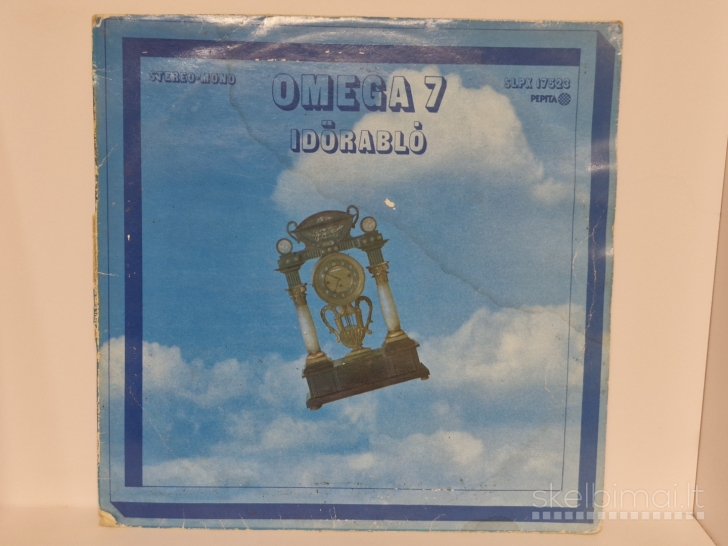 STEREO-MONO
OMEGA 7
SLPX 17523
PEPITA
IDŐRABLÓ
skelbimai.lt